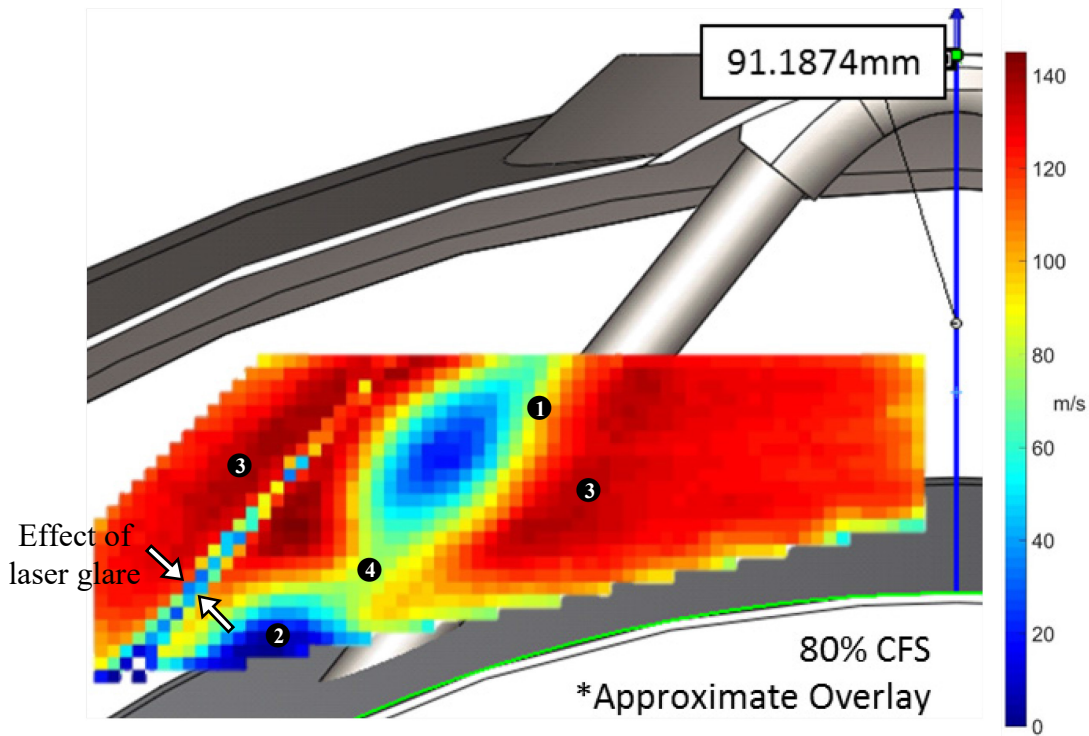 91.1874mm
140
120
100
80
m/s
60
40
20
0
1
3
3
Effect of
laser glare
4
2
80% CFS
*Approximate Overlay